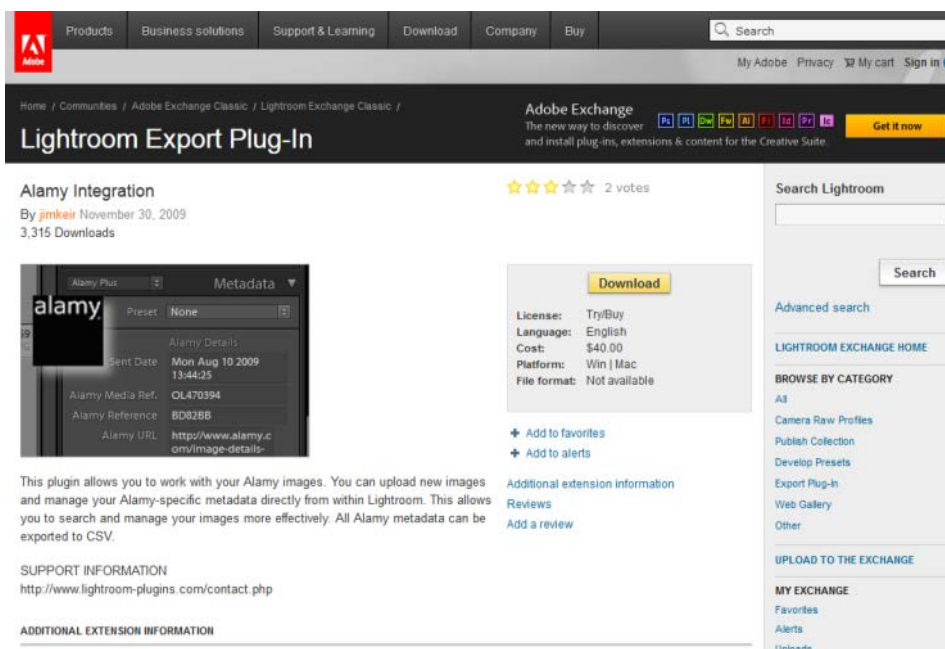 Adobe
Products Business solutions Support & Learning Download Company Buy
Search
My Adobe Privacy My cart Sign in
Home / Communities / Adobe Exchange Classic / Lightroom Exchange Classic /
Lightroom Export Plug-In
Adobe Exchange
The new way to discover Ps Pl Dw Fw Ai Fl Id Pr Ic
and install plug-ins, extensions & content for the Creative Suite.
Get it now
Alamy Integration
By jimkeir November 30, 2009
3,315 Downloads
2 votes
alamy
Alamy Plus Metadata
Preset None
Alamy Details
Sent Date Mon Aug 10 2009
13:44:25
Alamy Media Ref. OL470394
Alamy Reference BD82BB
Alamy URL http://www.alamy.c
om/image-details-
Download
License: Try/Buy
Language: English
Cost: $40.00
Platform: Win | Mac
File format: Not available
Add to favorites
Add to alerts
Additional extension information
Reviews
Add a review
This plugin allows you to work with your Alamy images. You can upload new images
and manage your Alamy-specific metadata directly from within Lightroom. This allows
you to search and manage your images more effectively. All Alamy metadata can be
exported to CSV.
SUPPORT INFORMATION
http://www.lightroom-plugins.com/contact.php
ADDITIONAL EXTENSION INFORMATION
Search Lightroom
Search
Advanced search
LIGHTROOM EXCHANGE HOME
BROWSE BY CATEGORY
All
Camera Raw Profiles
Publish Collection
Develop Presets
Export Plug-In
Web Gallery
Other
UPLOAD TO THE EXCHANGE
MY EXCHANGE
Favorites
Alerts
Uploads